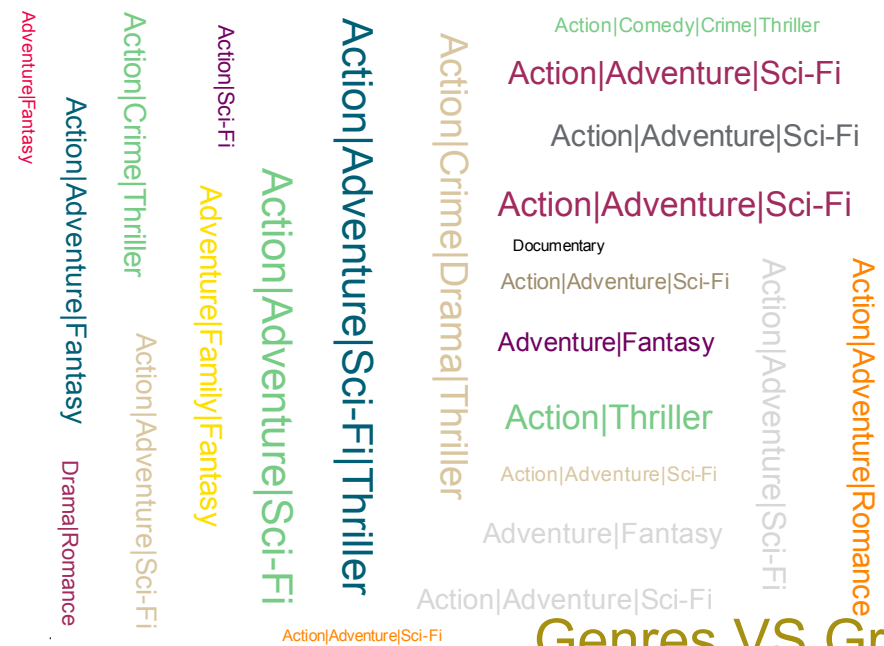 Adventure|Fantasy
Action|Adventure|Fantasy
Drama|Romance
Action|Crime|Thriller
Action|Adventure|Sci-Fi
Action|Sci-Fi
Adventure|Family|Fantasy
Action|Adventure|Sci-Fi
Action|Adventure|Sci-Fi|Thriller
Action|Adventure|Sci-Fi
Action|Crime|Drama|Thriller
Action|Comedy|Crime|Thriller
Action|Adventure|Sci-Fi
Action|Adventure|Sci-Fi
Action|Adventure|Sci-Fi
Documentary
Action|Adventure|Sci-Fi
Adventure|Fantasy
Action|Thriller
Action|Adventure|Sci-Fi
Adventure|Fantasy
Action|Adventure|Sci-Fi
Action|Adventure|Sci-Fi
Action|Adventure|Romance
Genres VS Gr